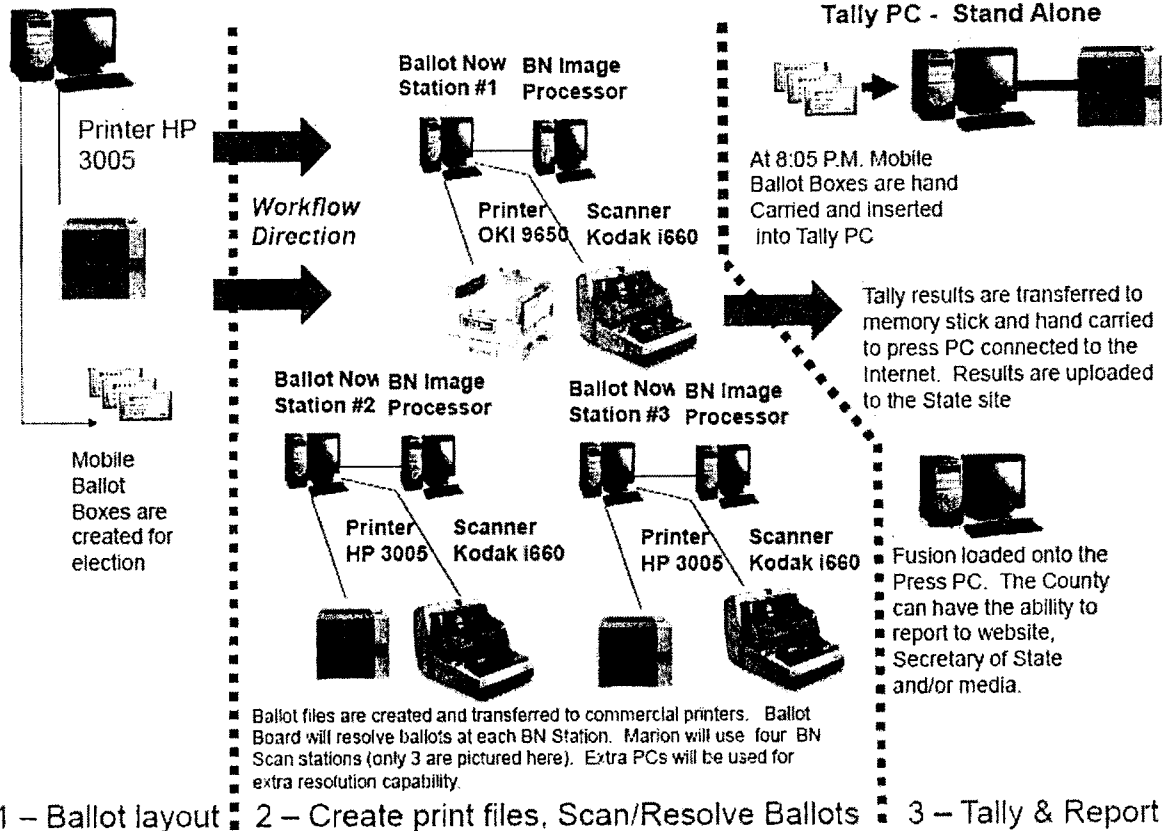 Printer HP
3005
Mobile
Ballot
Boxes are
created for
election
Workflow
Direction
Ballot Now
Station #1
BN Image
Processor
Printer
OKI 9650
Scanner
Kodak i660
Ballot Now
Station #2
BN Image
Processor
Printer
HP 3005
Scanner
Kodak i660
Ballot Now
Station #3
BN Image
Processor
Printer
HP 3005
Scanner
Kodak i660
Ballot files are created and transferred to commercial printers. Ballot
Board will resolve ballots at each BN Station. Marion will use four BN
Scan stations (only 3 are pictured here). Extra PCs will be used for
extra resolution capability.
Tally PC - Stand Alone
At 8:05 P.M. Mobile
Ballot Boxes are hand
Carried and inserted
into Tally PC
Tally results are transferred to
memory stick and hand carried
to press PC connected to the
Internet. Results are uploaded
to the State site
Fusion loaded onto the
Press PC. The County
can have the ability to
report to website,
Secretary of State
and/or media.
1 – Ballot layout
2 – Create print files, Scan/Resolve Ballots
3 – Tally & Report